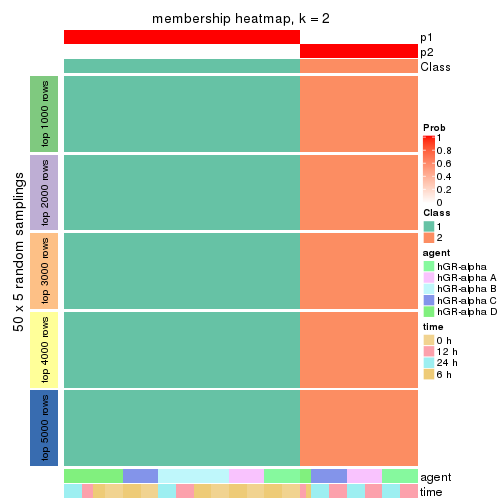 membership heatmap, k = 2
p1
p2
Class
50 x 5 random samplings
top 1000 rows
top 2000 rows
top 3000 rows
top 4000 rows
top 5000 rows
agent
time
Prob
1
0.8
0.6
0.4
0.2
0
Class
1
2
agent
hGR-alpha
hGR-alpha A
hGR-alpha B
hGR-alpha C
hGR-alpha D
time
0 h
12 h
24 h
6 h